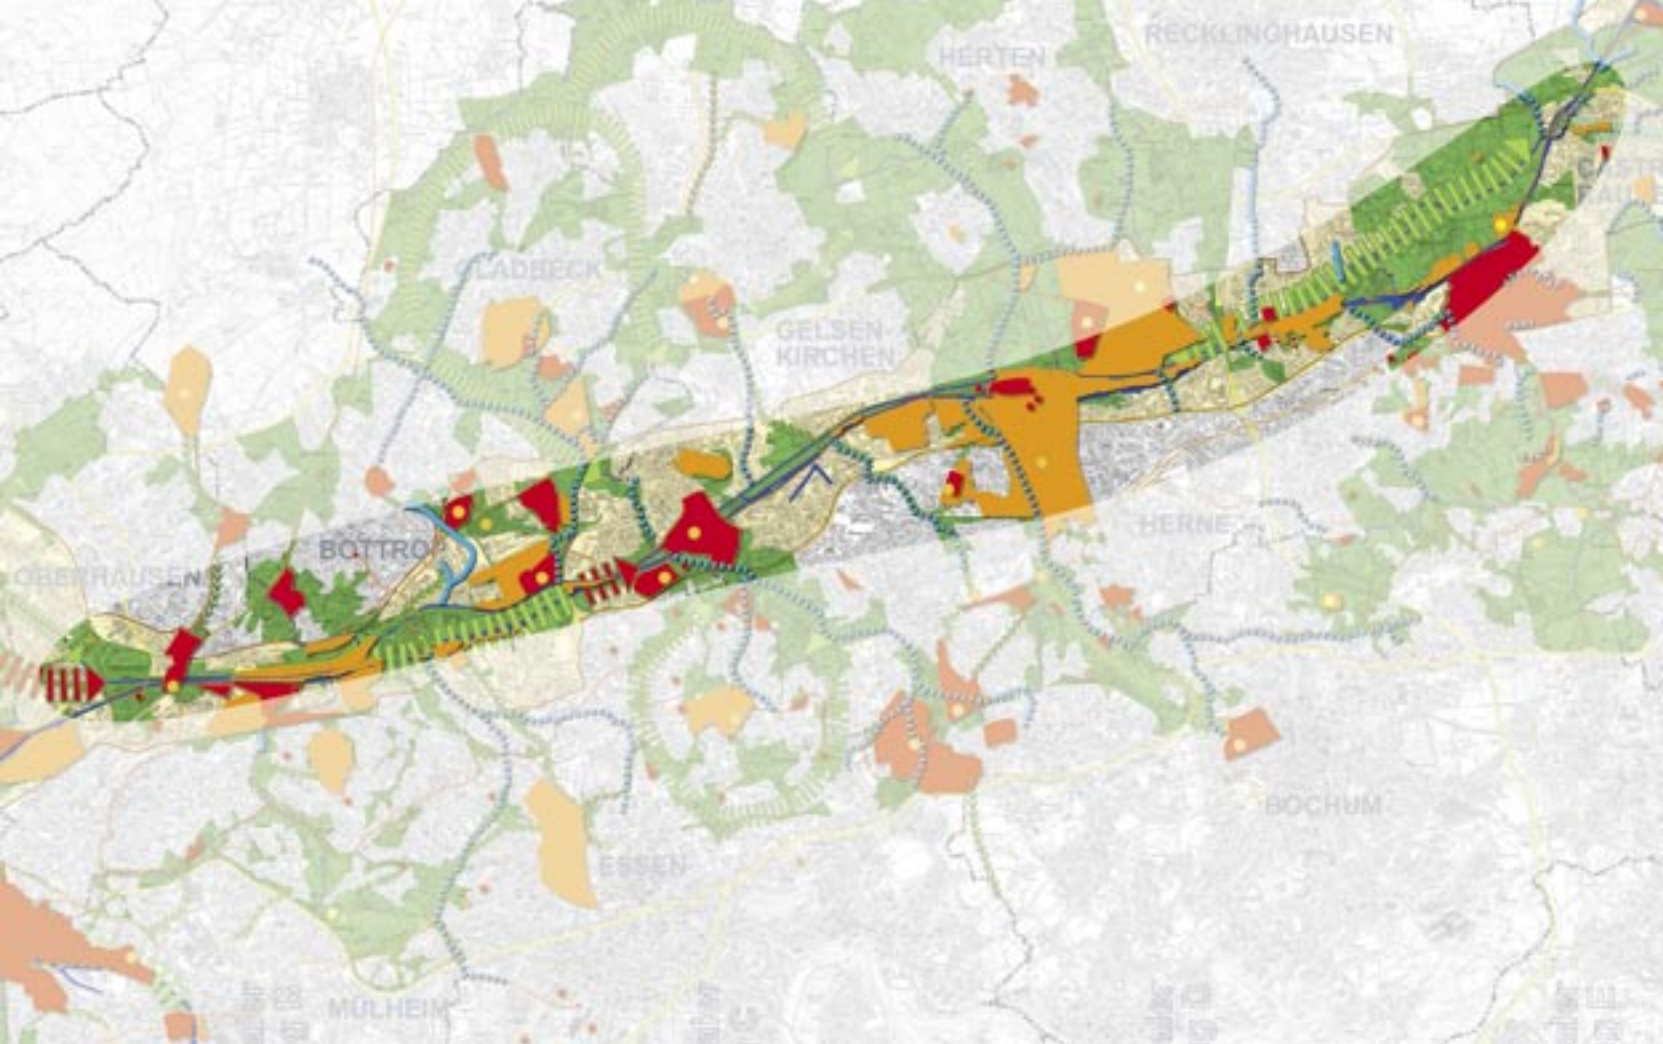 RECKLINGHAUSEN
HERTEN
GLADBECK
GELSEN
KIRCHEN
BOTTROP
OBERHAUSEN
HERNE
BOCHUM
ESSEN
MÜLHEIM